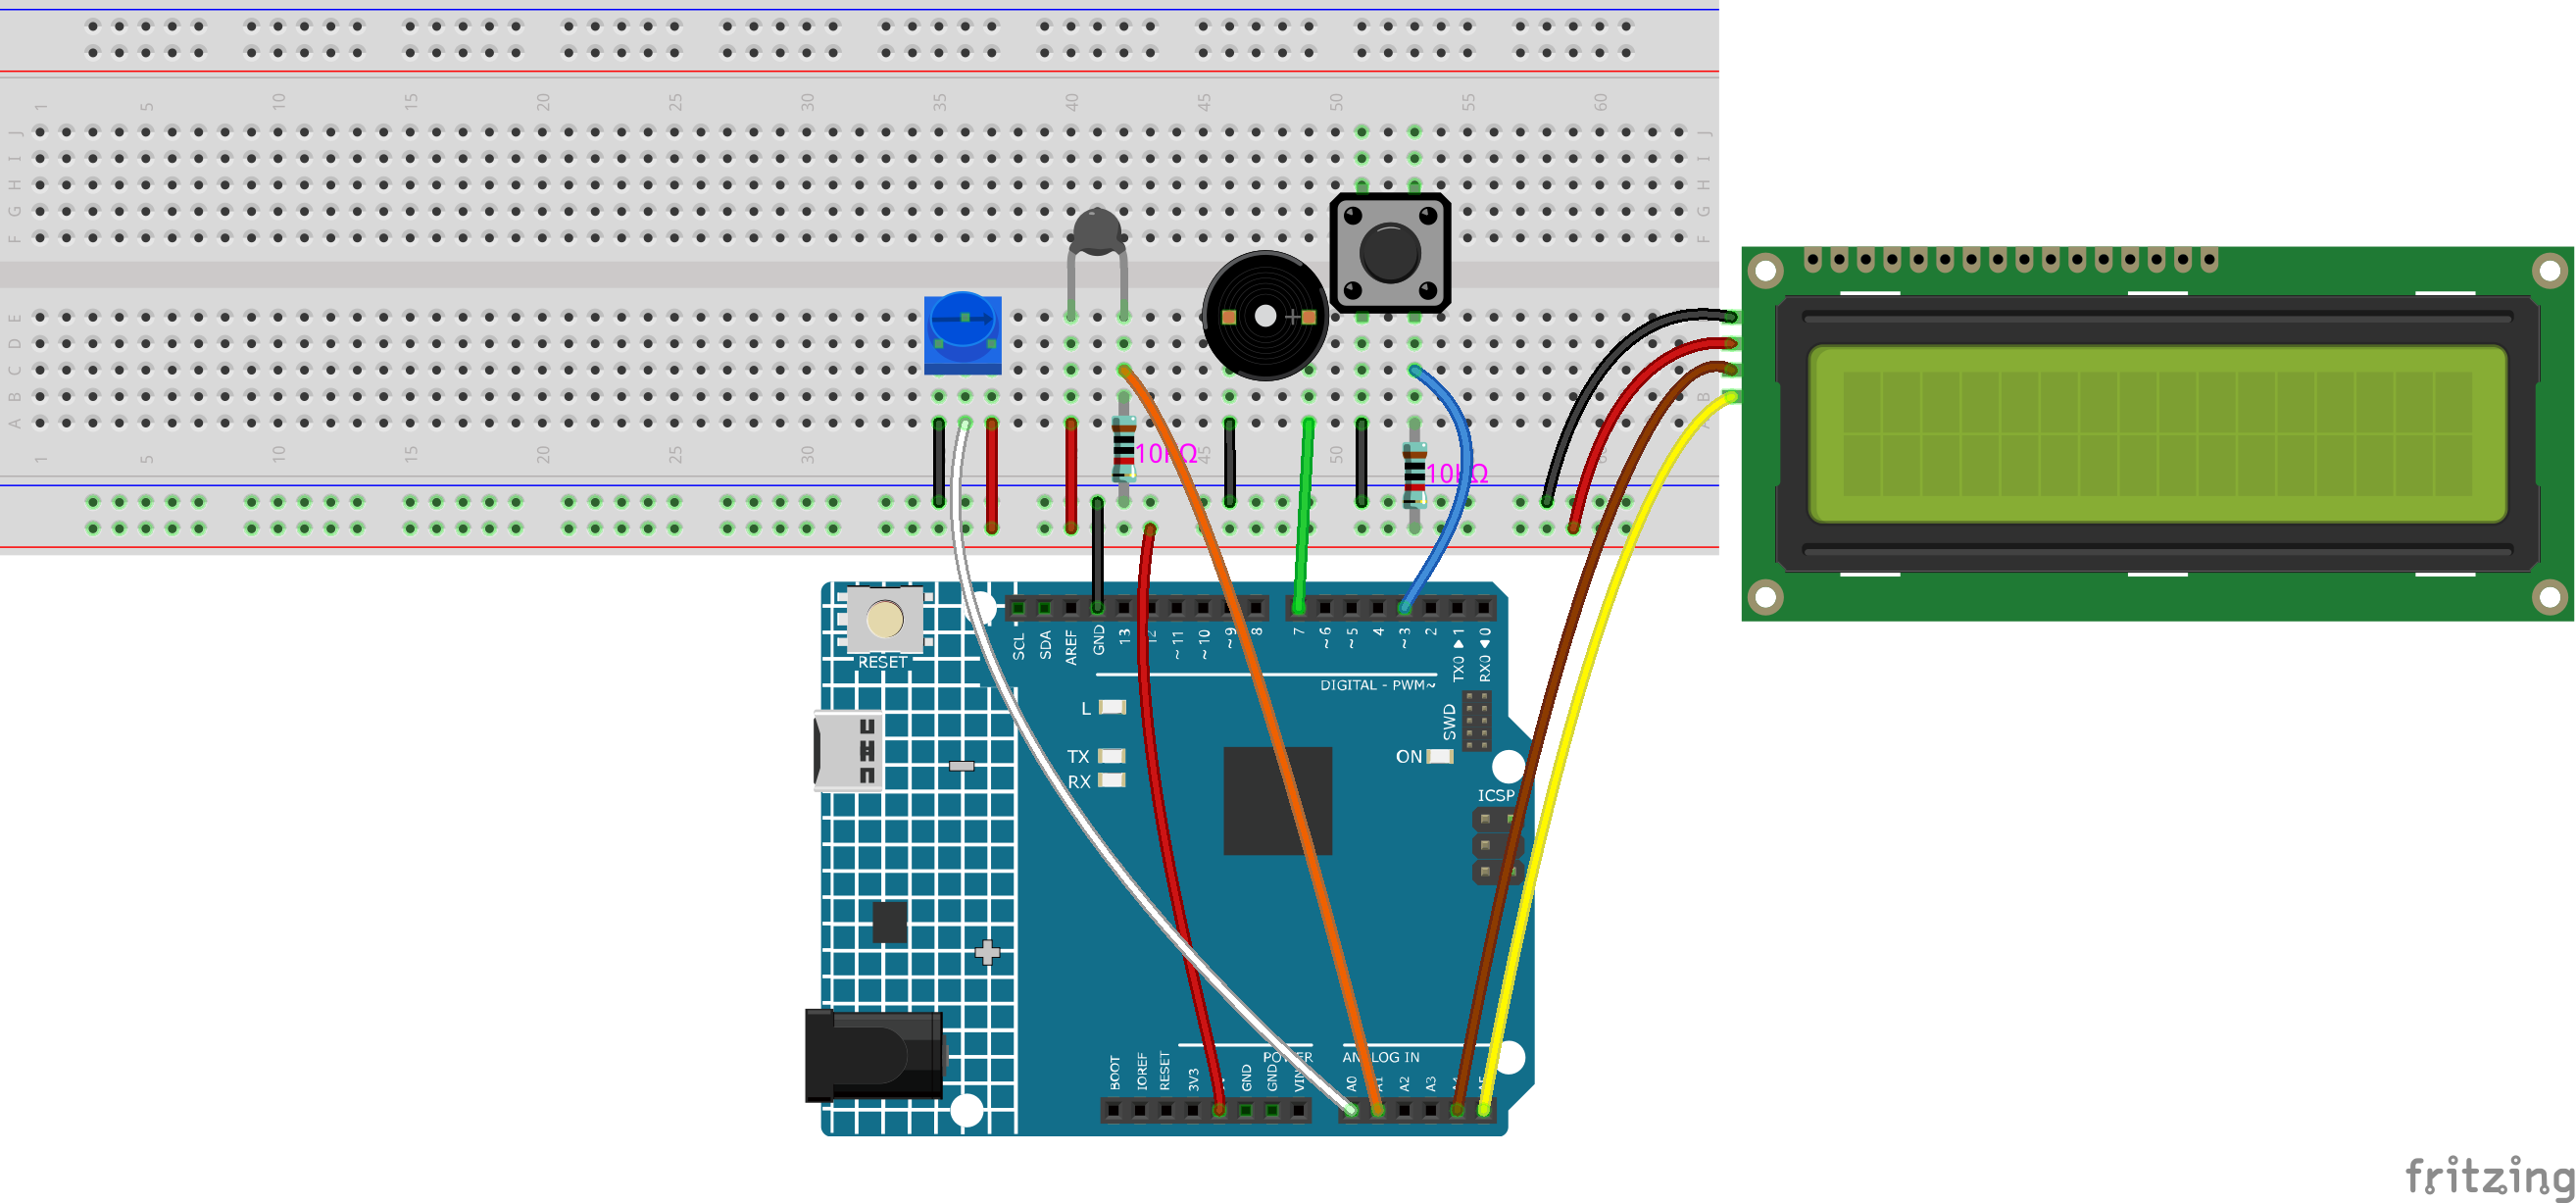 1 5 10 15 20 25 30 35 40 45 50 55 60
J J
I I
H H
G G
F F
E
D
C
B B
A
10kΩ
10kΩ
1 5 10 15 20 25 30 45 50
RESET
SCL SDA AREF GND 13 12 ~11 ~10 ~9 8 7 ~6 ~5 4 ~3 2 TX0 ▶ 1 RX0 ◀ 0
DIGITAL - PWM~
L
TX
RX
SWD
ON
ICSP
POWER ANALOG IN
BOOT IOREF RESET 3V3 GND GND VIN A0 A1 A2 A3
fritzing